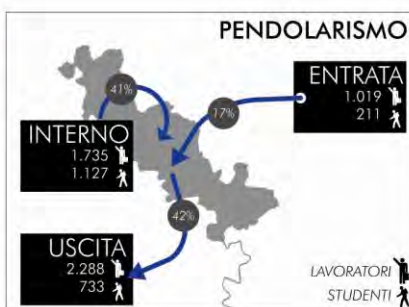 PENDOLARISMO
ENTRATA
1.019
211
41%
17%
INTERNO
1.735
1.127
42%
USCITA
2.288
733
LAVORATORI
STUDENTI